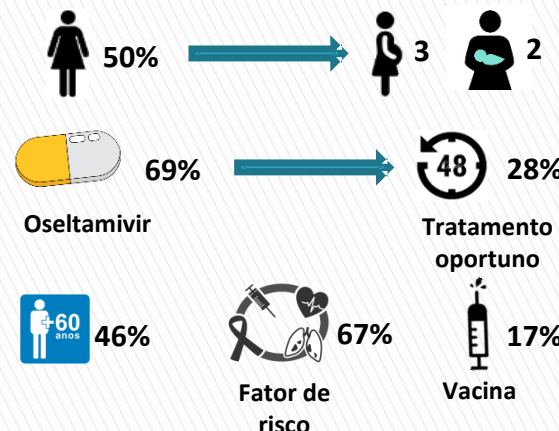 50%
3
2
69%
48
28%
Oseltamivir
Tratamento
oportuno
+60
anos
46%
67%
17%
Fator de
risco
Vacina